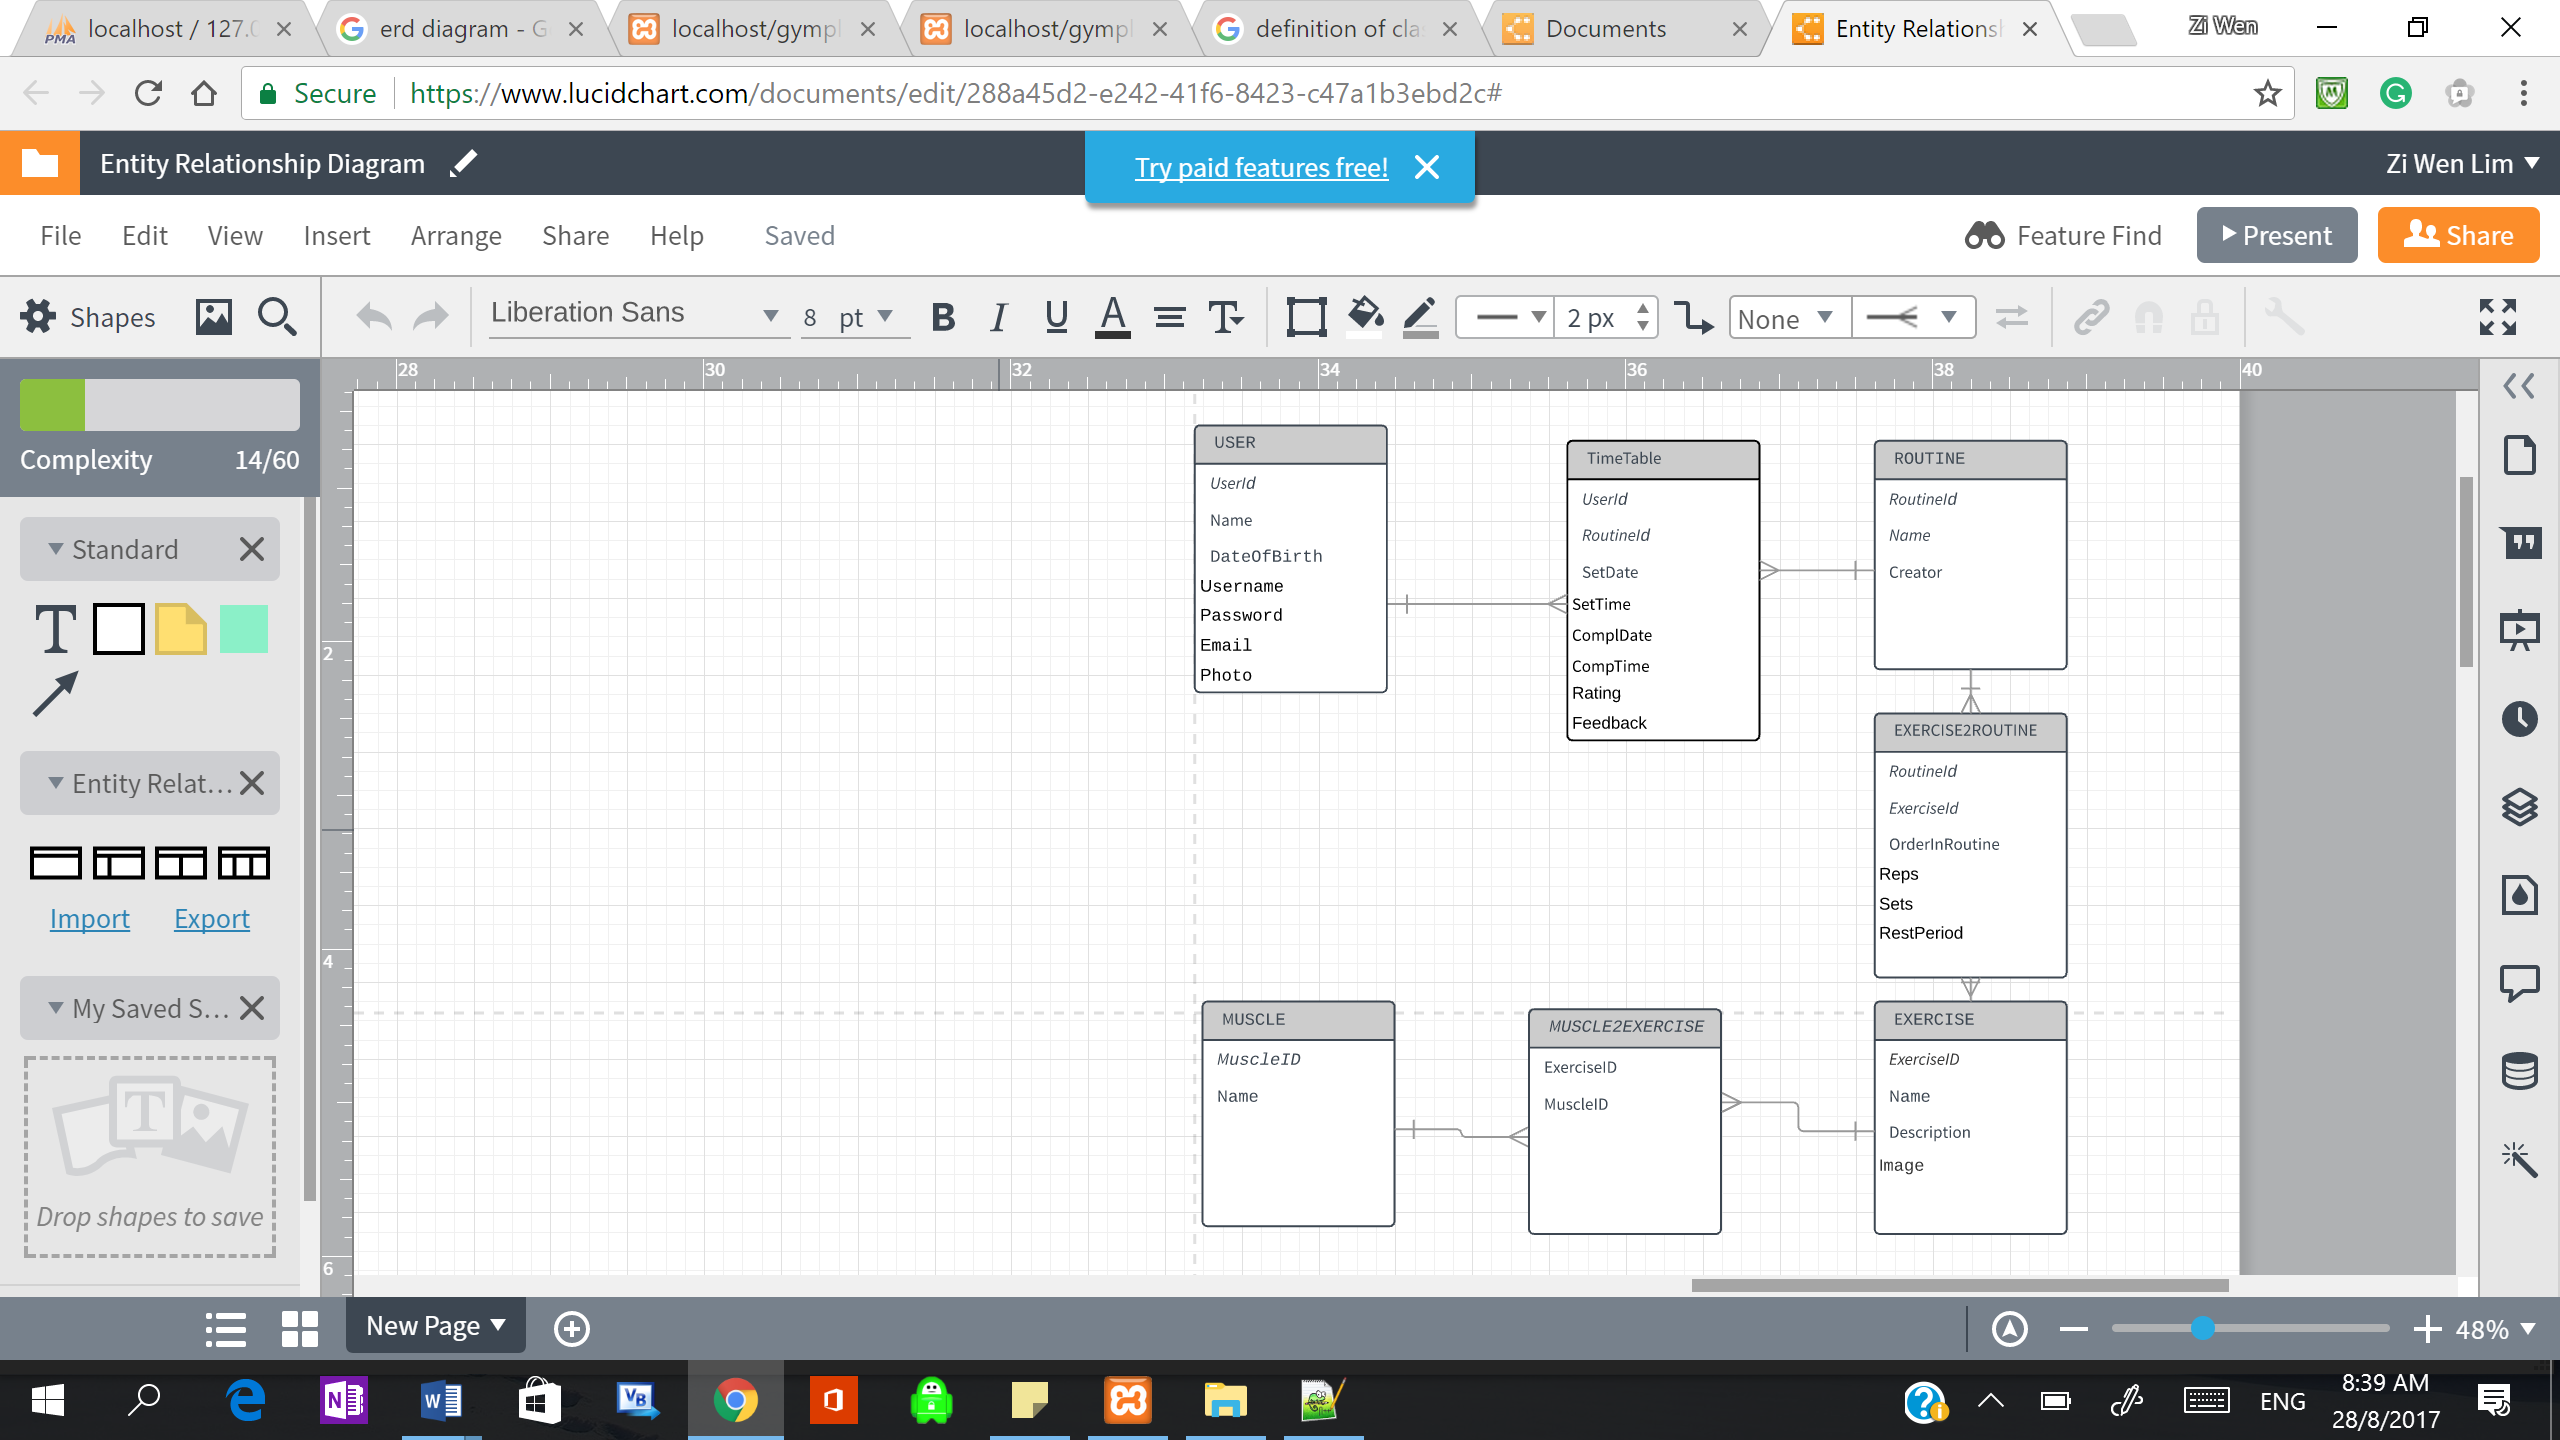 localhost / 127.0
erd diagram - G
localhost/gympl
localhost/gympl
definition of cla
Documents
Entity Relations
Zi Wen
Secure
https://www.lucidchart.com/documents/edit/288a45d2-e242-41f6-8423-c47a1b3ebd2c#
Entity Relationship Diagram
Try paid features free!
Zi Wen Lim
File Edit View Insert Arrange Share Help Saved
Feature Find
Present
Share
Shapes
Liberation Sans
8 pt
B I U A T
2 px
None
28 30 32 34 36 38 40
Complexity 14/60
Standard
T
Entity Relat...
Import Export
My Saved S...
T
Drop shapes to save
2
4
6
USER
UserId
Name
DateOfBirth
Username
Password
Email
Photo
TimeTable
UserId
RoutineId
SetDate
SetTime
ComplDate
CompTime
Rating
Feedback
ROUTINE
RoutineId
Name
Creator
EXERCISE2ROUTINE
RoutineId
ExerciseId
OrderInRoutine
Reps
Sets
RestPeriod
MUSCLE
MuscleID
Name
MUSCLE2EXERCISE
ExerciseID
MuscleID
EXERCISE
ExerciseID
Name
Description
Image
New Page
48%
ENG
8:39 AM
28/8/2017